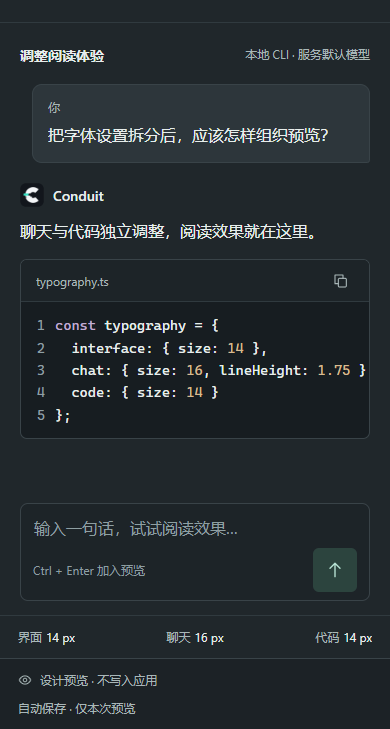 调整阅读体验 本地 CLI · 服务默认模型
你
把字体设置拆分后，应该怎样组织预览？
Conduit
聊天与代码独立调整，阅读效果就在这里。
typography.ts
1 const typography = {
2   interface: { size: 14 },
3   chat: { size: 16, lineHeight: 1.75 }
4   code: { size: 14 }
5 };
输入一句话，试试阅读效果...
Ctrl + Enter 加入预览
界面 14 px 聊天 16 px 代码 14 px
设计预览 · 不写入应用
自动保存 · 仅本次预览